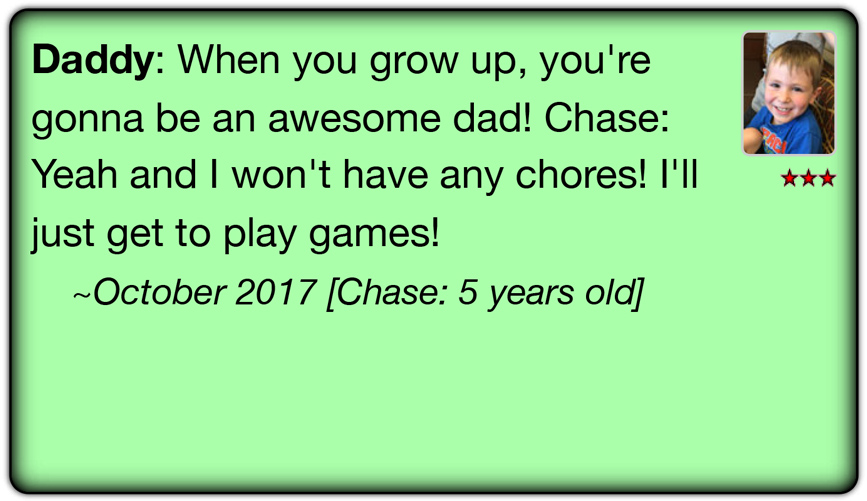 Daddy: When you grow up, you're
gonna be an awesome dad! Chase:
Yeah and I won't have any chores! I'll
just get to play games!
~October 2017 [Chase: 5 years old]